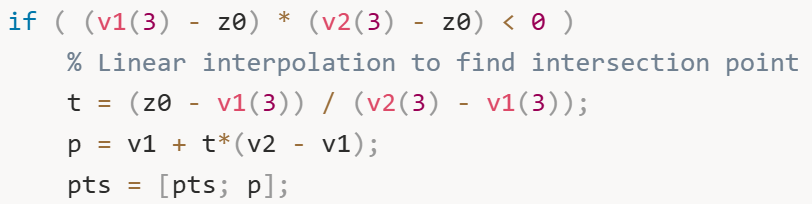 if ( (v1(3) - z0) * (v2(3) - z0) < 0 )
    % Linear interpolation to find intersection point
    t = (z0 - v1(3)) / (v2(3) - v1(3));
    p = v1 + t*(v2 - v1);
    pts = [pts; p];